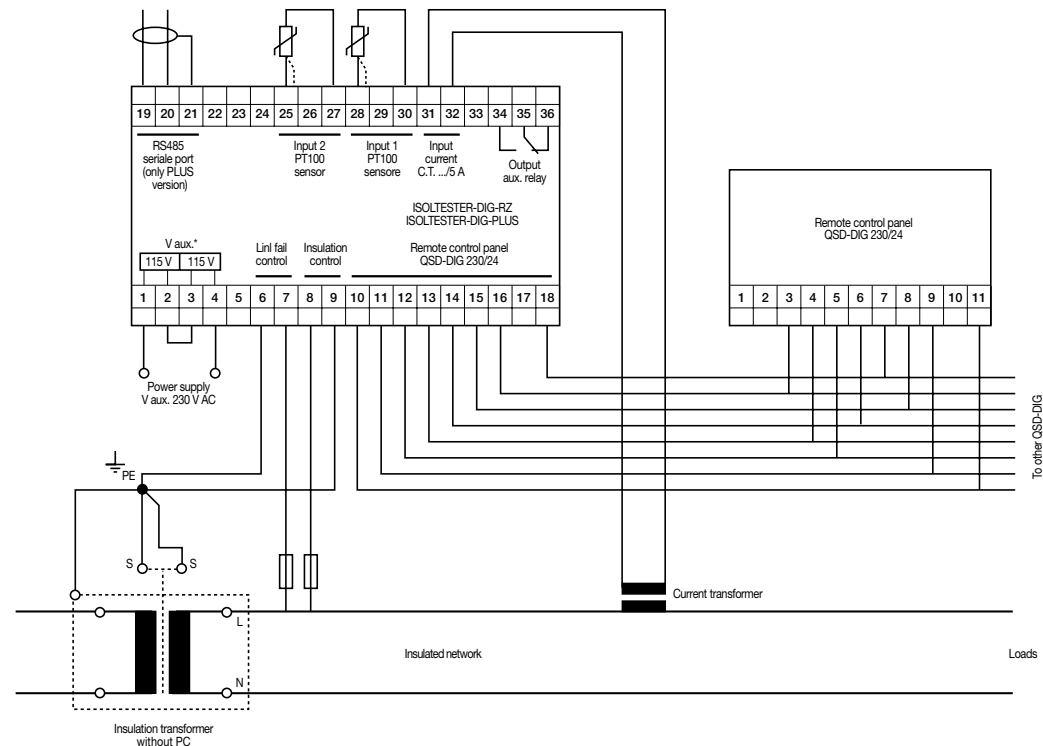 19 20 21 22 23 24 25 26 27 28 29 30 31 32 33 34 35 36
RS485
seriale port
(only PLUS
version)
Input 2
PT100
sensor
Input 1
PT100
sensore
Input
current
C.T. .../5 A
Output
aux. relay
ISOLTESTER-DIG-RZ
ISOLTESTER-DIG-PLUS
V aux.*
115 V 115 V
Linl fail
control
Insulation
control
Remote control panel
QSD-DIG 230/24
1 2 3 4 5 6 7 8 9 10 11 12 13 14 15 16 17 18
Remote control panel
QSD-DIG 230/24
1 2 3 4 5 6 7 8 9 10 11
Power supply
V aux. 230 V AC
To other QSD-DIG
PE
S S
Current transformer
L
Insulated network
Loads
N
Insulation transformer
without PC